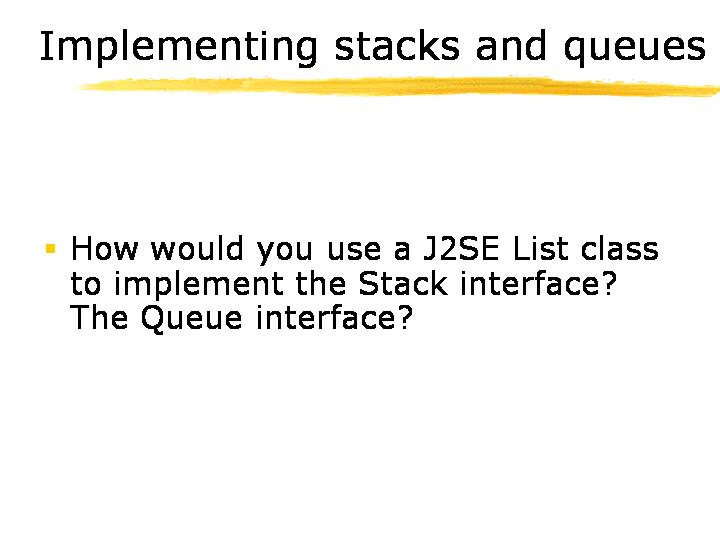 Implementing stacks and queues
▪ How would you use a J2SE List class
to implement the Stack interface?
The Queue interface?